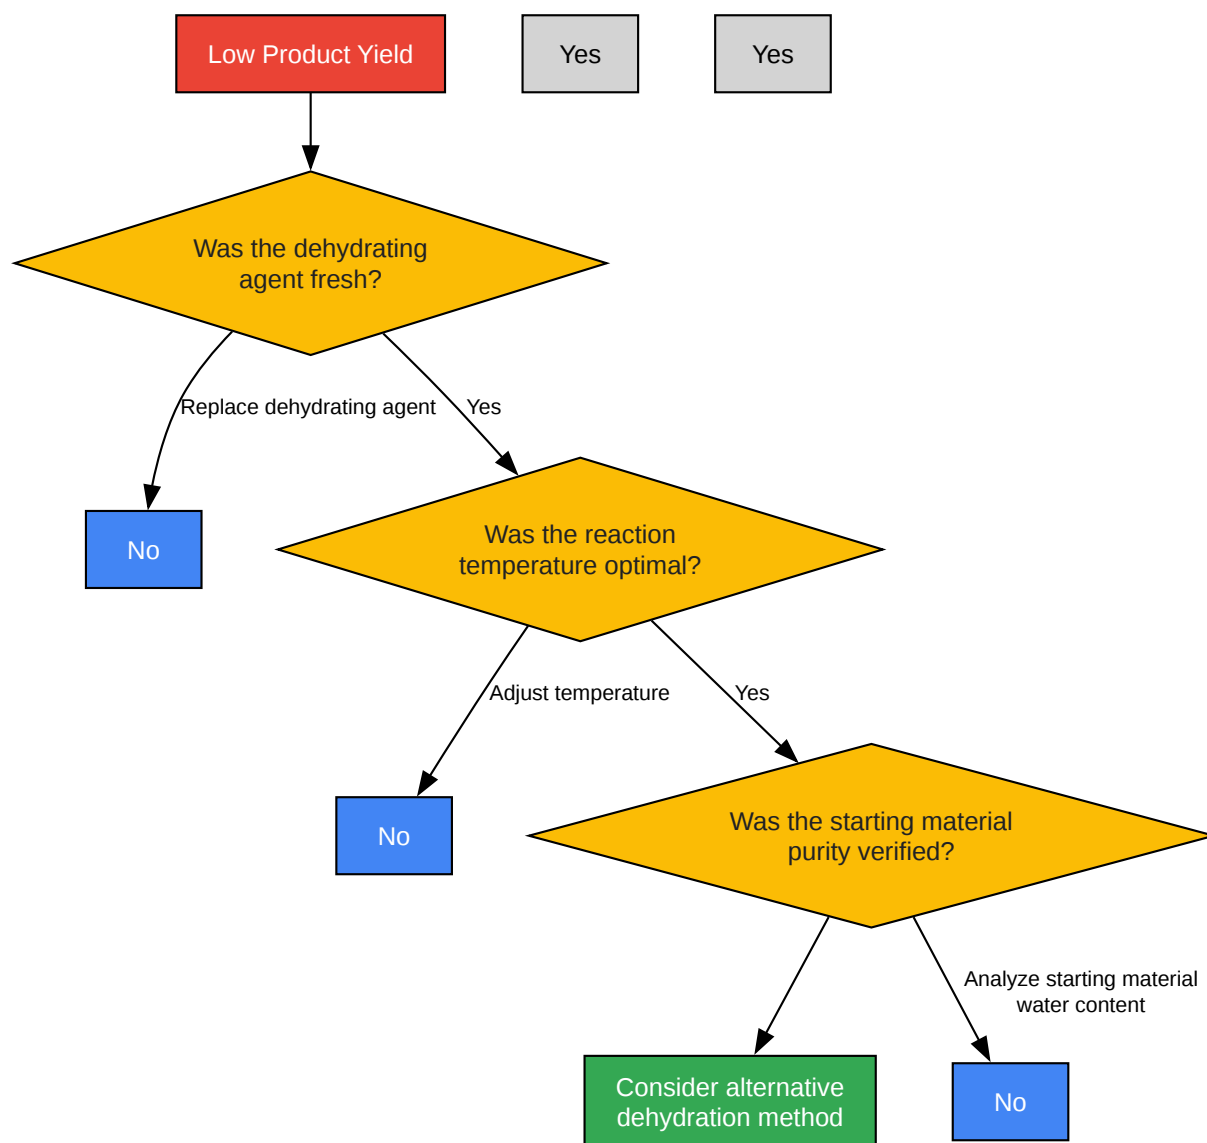 Low Product Yield
Yes
Yes
Was the dehydrating
agent fresh?
Replace dehydrating agent
Yes
No
Was the reaction
temperature optimal?
Adjust temperature
Yes
No
Was the starting material
purity verified?
Analyze starting material
water content
Consider alternative
dehydration method
No